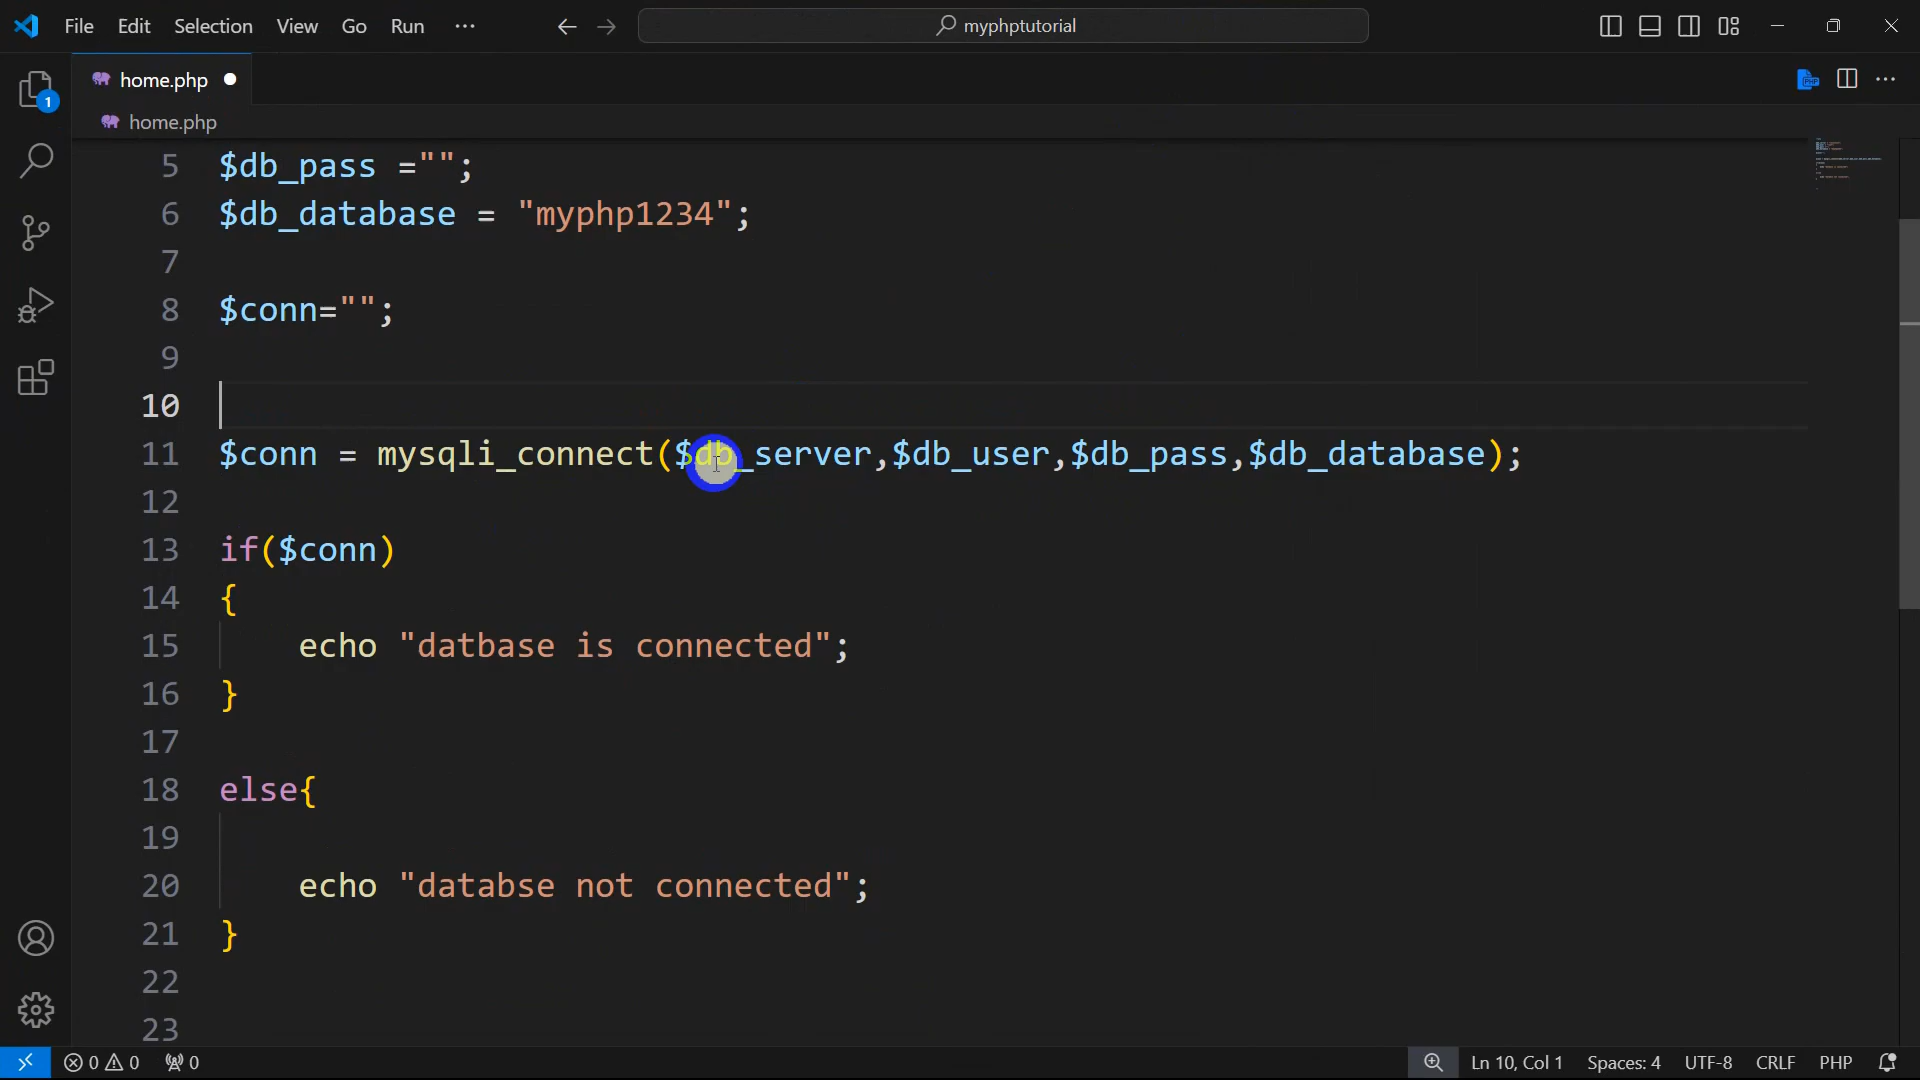 File Edit Selection View Go Run ··· myphptutorial
home.php
home.php
1
5 $db_pass ="";
6 $db_database = "myphp1234";
7
8 $conn="";
9
10
11 $conn = mysqli_connect($db_server,$db_user,$db_pass,$db_database);
12
13 if($conn)
14 {
15 echo "datbase is connected";
16 }
17
18 else{
19
20 echo "databse not connected";
21 }
22
23
0 0 0 Ln 10, Col 1 Spaces: 4 UTF-8 CRLF PHP